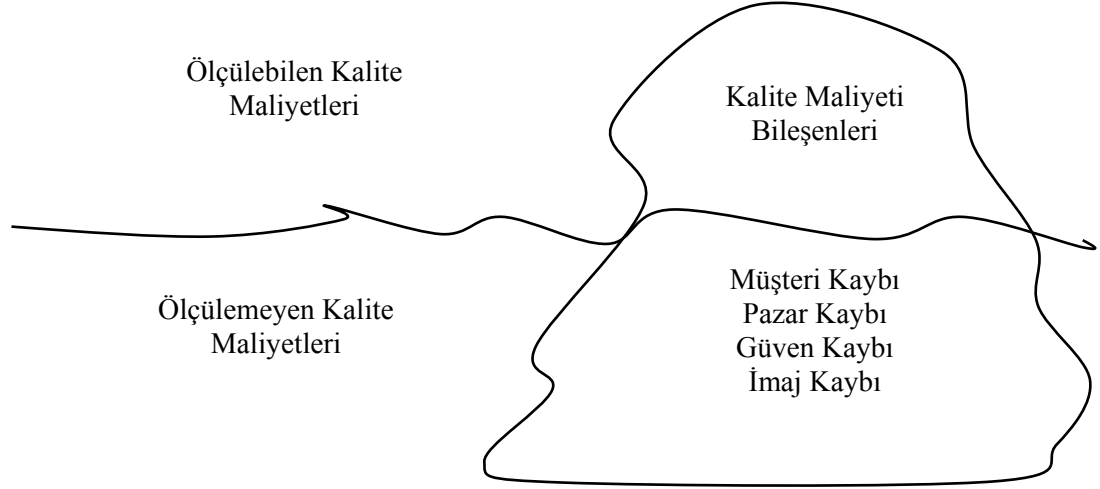 Ölçülebilen Kalite
Maliyetleri
Kalite Maliyeti
Bileşenleri
Ölçülemeyen Kalite
Maliyetleri
Müşteri Kaybı
Pazar Kaybı
Güven Kaybı
İmaj Kaybı